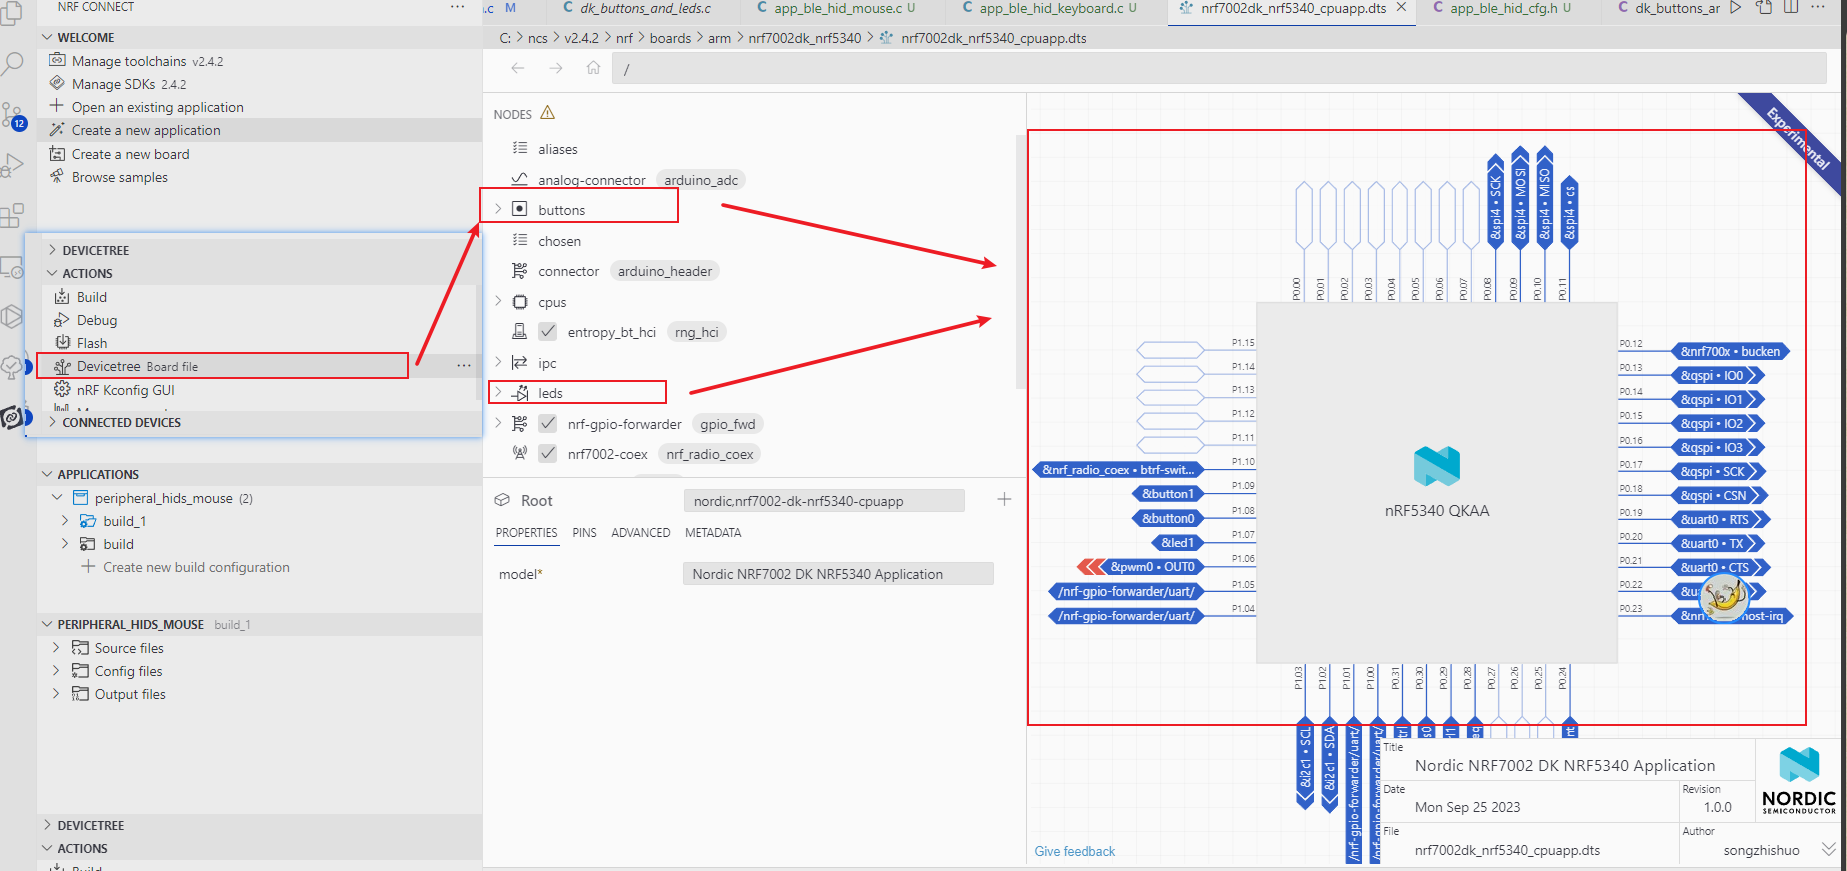 NRF CONNECT
···
WELCOME
Manage toolchains v2.4.2
Manage SDKs 2.4.2
Open an existing application
Create a new application
Create a new board
Browse samples
12
DEVICETREE
ACTIONS
Build
Debug
Flash
Devicetree Board file
···
nRF Kconfig GUI
CONNECTED DEVICES
APPLICATIONS
peripheral_hids_mouse (2)
build_1
build
Create new build configuration
PERIPHERAL_HIDS_MOUSE build_1
Source files
Config files
Output files
DEVICETREE
ACTIONS
Build
.c M
C dk_buttons_and_leds.c
C app_ble_hid_mouse.c U
C app_ble_hid_keyboard.c U
nrf7002dk_nrf5340_cpuapp.dts
C app_ble_hid_cfg.h U
C dk_buttons_ar
···
C: > ncs > v2.4.2 > nrf > boards > arm > nrf7002dk_nrf5340 > nrf7002dk_nrf5340_cpuapp.dts
/
NODES
aliases
analog-connector arduino_adc
buttons
chosen
connector arduino_header
cpus
entropy_bt_hci rng_hci
ipc
leds
nrf-gpio-forwarder gpio_fwd
nrf7002-coex nrf_radio_coex
Root nordic,nrf7002-dk-nrf5340-cpuapp
PROPERTIES PINS ADVANCED METADATA
model* Nordic NRF7002 DK NRF5340 Application
Experimental
&spi4 • SCK
&spi4 • MOSI
&spi4 • MISO
&spi4 • cs
P0.00
P0.01
P0.02
P0.03
P0.04
P0.05
P0.06
P0.07
P0.08
P0.09
P0.10
P0.11
P1.15
P1.14
P1.13
P1.12
P1.11
&nrf_radio_coex • btrf-swit... P1.10
&button1 P1.09
&button0 P1.08
&led1 P1.07
&pwm0 • OUT0 P1.06
/nrf-gpio-forwarder/uart/ P1.05
/nrf-gpio-forwarder/uart/ P1.04
nRF5340 QKAA
P0.12 &nrf700x • bucken
P0.13 &qspi • IO0
P0.14 &qspi • IO1
P0.15 &qspi • IO2
P0.16 &qspi • IO3
P0.17 &qspi • SCK
P0.18 &qspi • CSN
P0.19 &uart0 • RTS
P0.20 &uart0 • TX
P0.21 &uart0 • CTS
P0.22
P0.23 host-irq
P1.03
P1.02
P1.01
P1.00
P0.31
P0.30
P0.29
P0.28
P0.27
P0.26
P0.25
P0.24
&i2c1 • SCL
&i2c1 • SDA
/nrf-gpio-forwarder/uart/
Title
Nordic NRF7002 DK NRF5340 Application
Date
Mon Sep 25 2023
Revision
1.0.0
File
nrf7002dk_nrf5340_cpuapp.dts
Author
songzhishuo
NORDIC
SEMICONDUCTOR
Give feedback